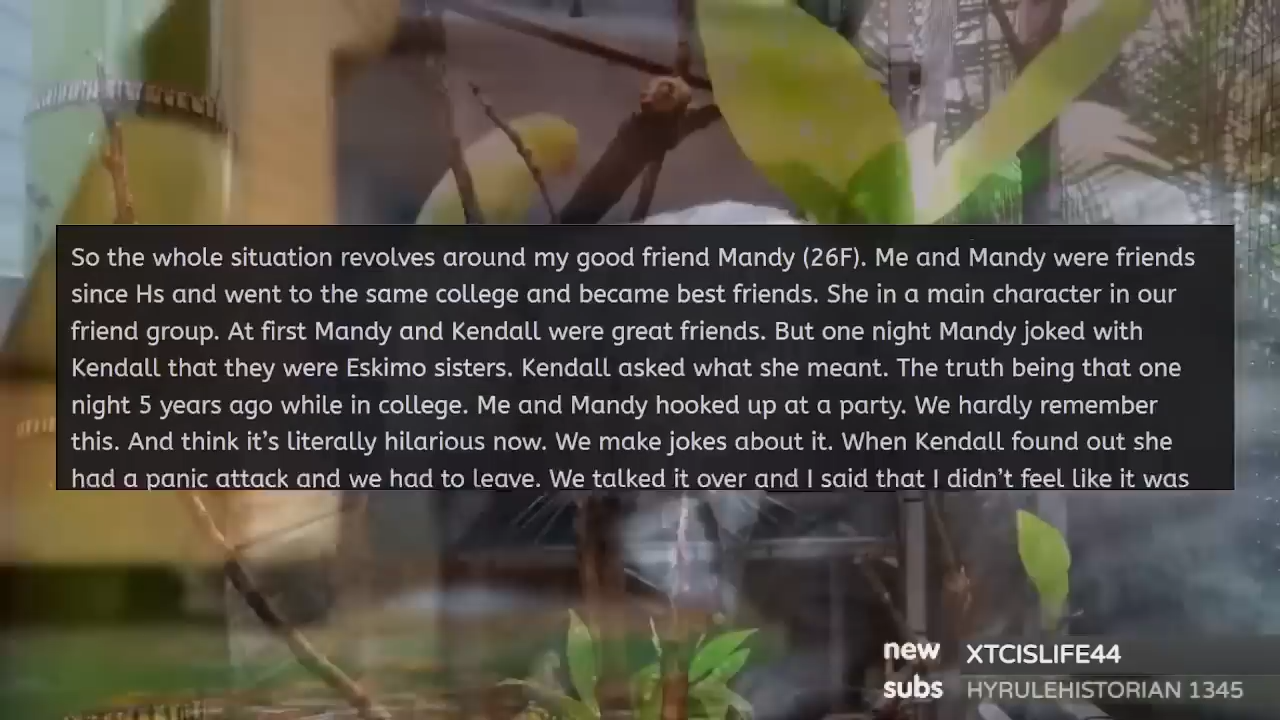 So the whole situation revolves around my good friend Mandy (26F). Me and Mandy were friends
since Hs and went to the same college and became best friends. She in a main character in our
friend group. At first Mandy and Kendall were great friends. But one night Mandy joked with
Kendall that they were Eskimo sisters. Kendall asked what she meant. The truth being that one
night 5 years ago while in college. Me and Mandy hooked up at a party. We hardly remember
this. And think it’s literally hilarious now. We make jokes about it. When Kendall found out she
had a panic attack and we had to leave. We talked it over and I said that I didn’t feel like it was
new XTCISLIFE44
subs HYRULEHISTORIAN 1345